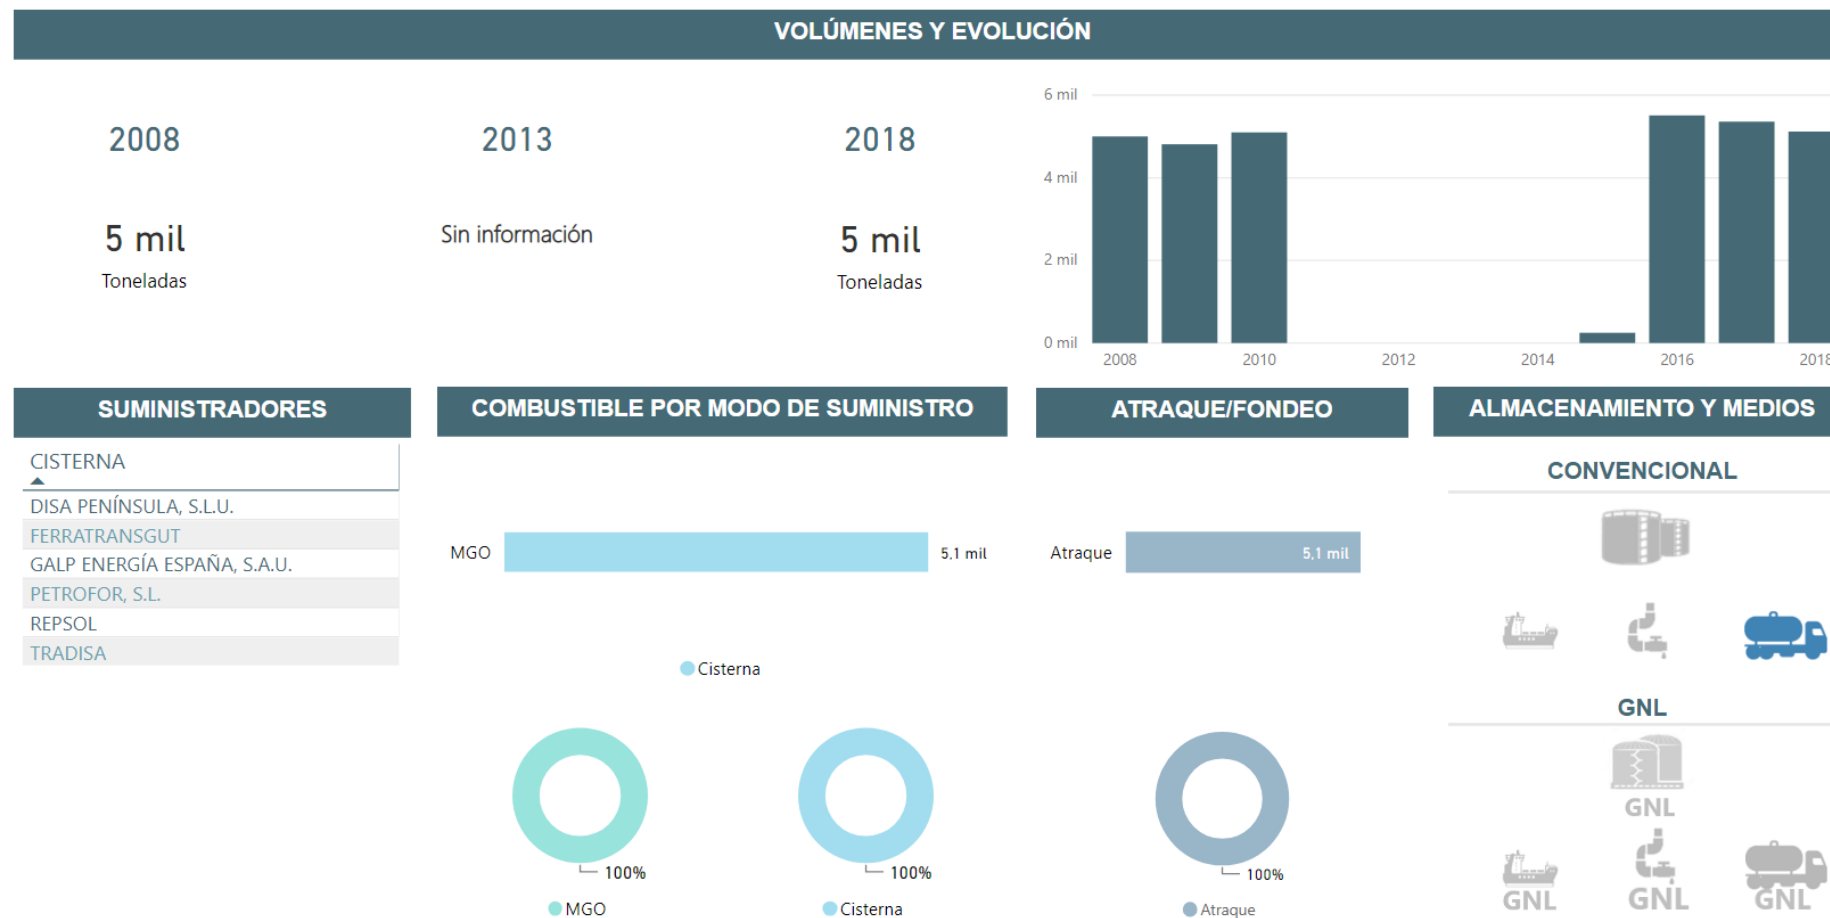 VOLÚMENES Y EVOLUCIÓN
2008
2013
2018
5 mil
Toneladas
Sin información
5 mil
Toneladas
6 mil
4 mil
2 mil
0 mil
2008
2010
2012
2014
2016
2018
SUMINISTRADORES
CISTERNA
DISA PENÍNSULA, S.L.U.
FERRATRANSGUT
GALP ENERGÍA ESPAÑA, S.A.U.
PETROFOR, S.L.
REPSOL
TRADISA
COMBUSTIBLE POR MODO DE SUMINISTRO
MGO
5,1 mil
Cisterna
100%
MGO
100%
Cisterna
ATRAQUE/FONDEO
Atraque
5,1 mil
100%
Atraque
ALMACENAMIENTO Y MEDIOS
CONVENCIONAL
GNL
GNL
GNL
GNL
GNL